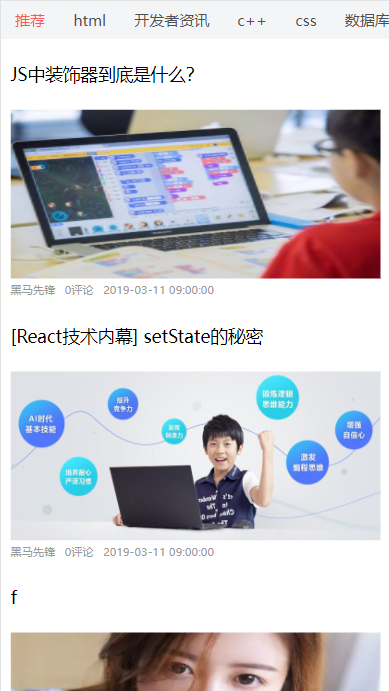 推荐 html 开发者资讯 c++ css 数据库
JS中装饰器到底是什么?
黑马先锋 0评论 2019-03-11 09:00:00
[React技术内幕] setState的秘密
AI时代
基本技能
提升
竞争力
发挥
创造力
锻炼逻辑
思维能力
增强
自信心
培养耐心
严谨习惯
激发
编程思维
黑马先锋 0评论 2019-03-11 09:00:00
f